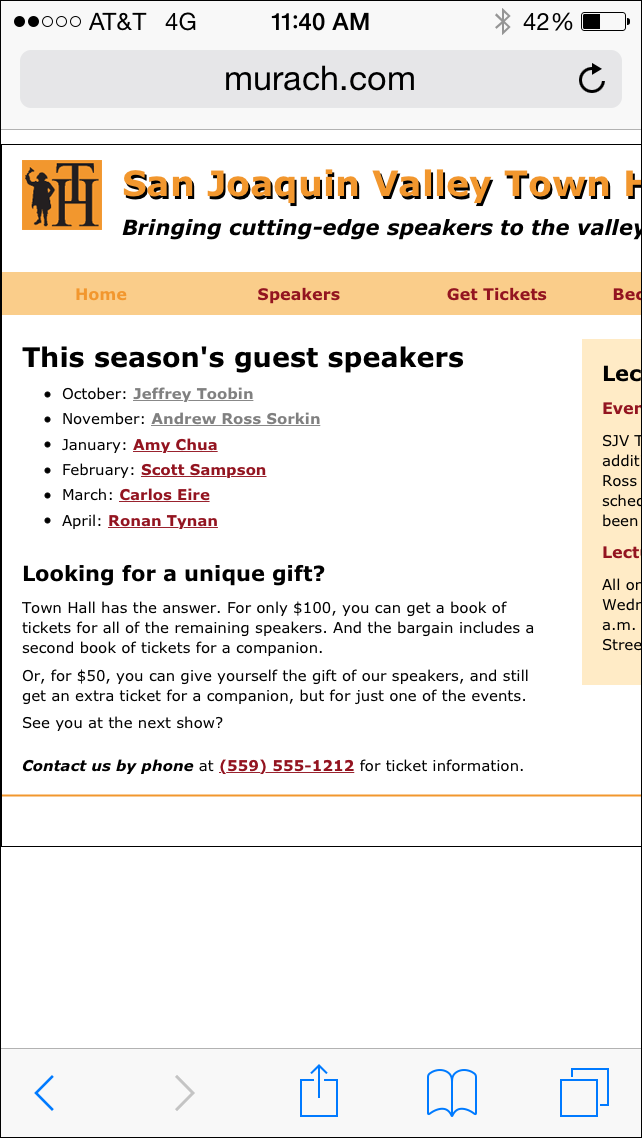 AT&T 4G 11:40 AM 42%
murach.com
TH
San Joaquin Valley Town H
Bringing cutting-edge speakers to the valley
Home Speakers Get Tickets Bec
This season's guest speakers
• October: Jeffrey Toobin
• November: Andrew Ross Sorkin
• January: Amy Chua
• February: Scott Sampson
• March: Carlos Eire
• April: Ronan Tynan
Looking for a unique gift?
Town Hall has the answer. For only $100, you can get a book of
tickets for all of the remaining speakers. And the bargain includes a
second book of tickets for a companion.
Or, for $50, you can give yourself the gift of our speakers, and still
get an extra ticket for a companion, but for just one of the events.
See you at the next show?
Contact us by phone at (559) 555-1212 for ticket information.
Lec
Even
SJV T
addit
Ross
sched
been
Lect
All or
Wedn
a.m.
Stree